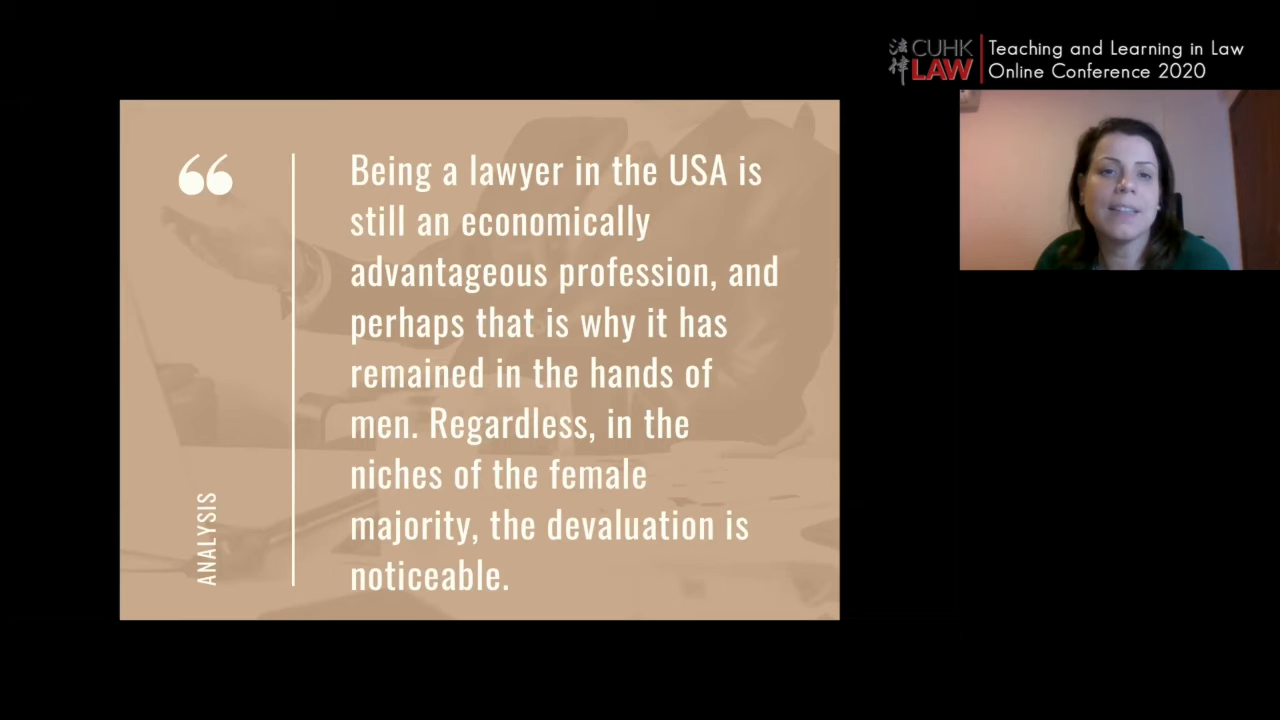 法律 CUHK LAW
Teaching and Learning in Law
Online Conference 2020
“
Being a lawyer in the USA is
still an economically
advantageous profession, and
perhaps that is why it has
remained in the hands of
men. Regardless, in the
niches of the female
majority, the devaluation is
noticeable.
ANALYSIS